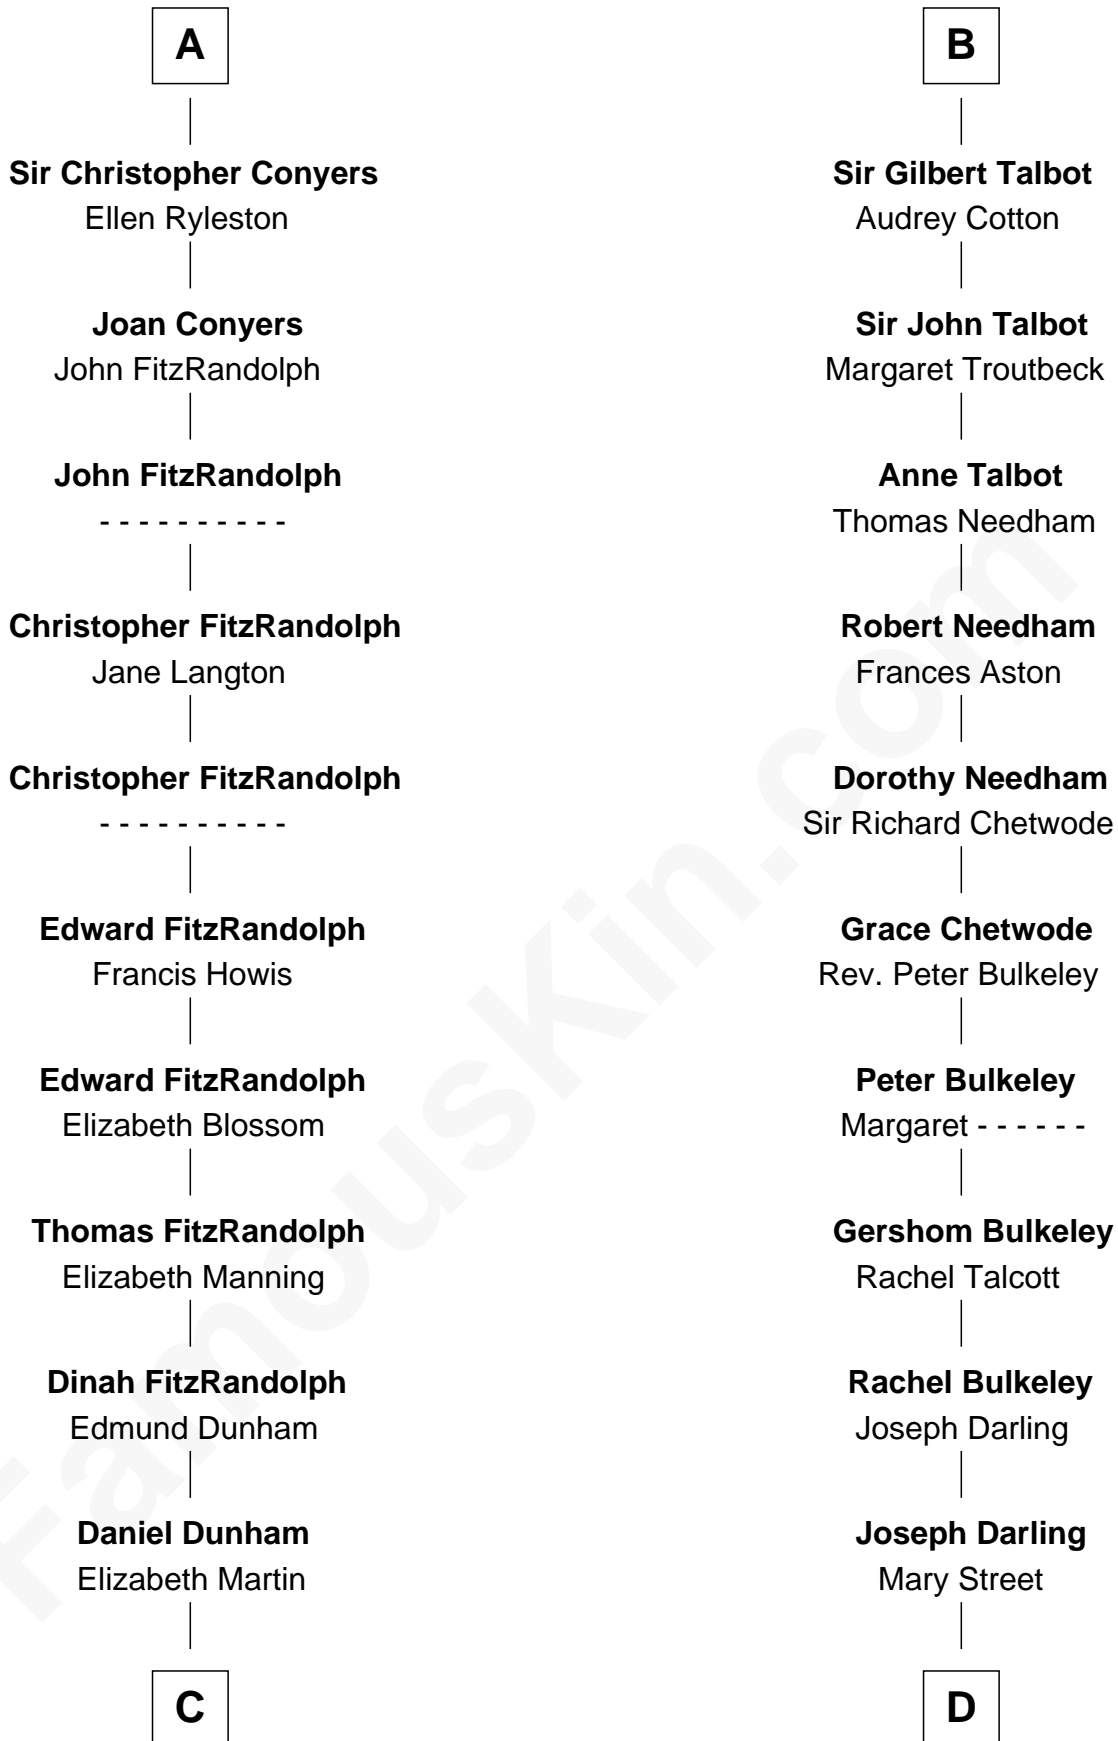 A
Sir Christopher Conyers
Ellen Ryleston
Joan Conyers
John FitzRandolph
John FitzRandolph
- - - - - - - - - -
Christopher FitzRandolph
Jane Langton
Christopher FitzRandolph
- - - - - - - - - -
Edward FitzRandolph
Francis Howis
Edward FitzRandolph
Elizabeth Blossom
Thomas FitzRandolph
Elizabeth Manning
Dinah FitzRandolph
Edmund Dunham
Daniel Dunham
Elizabeth Martin
C
B
Sir Gilbert Talbot
Audrey Cotton
Sir John Talbot
Margaret Troutbeck
Anne Talbot
Thomas Needham
Robert Needham
Frances Aston
Dorothy Needham
Sir Richard Chetwode
Grace Chetwode
Rev. Peter Bulkeley
Peter Bulkeley
Margaret - - - - - -
Gershom Bulkeley
Rachel Talcott
Rachel Bulkeley
Joseph Darling
Joseph Darling
Mary Street
D
FamousKin.com